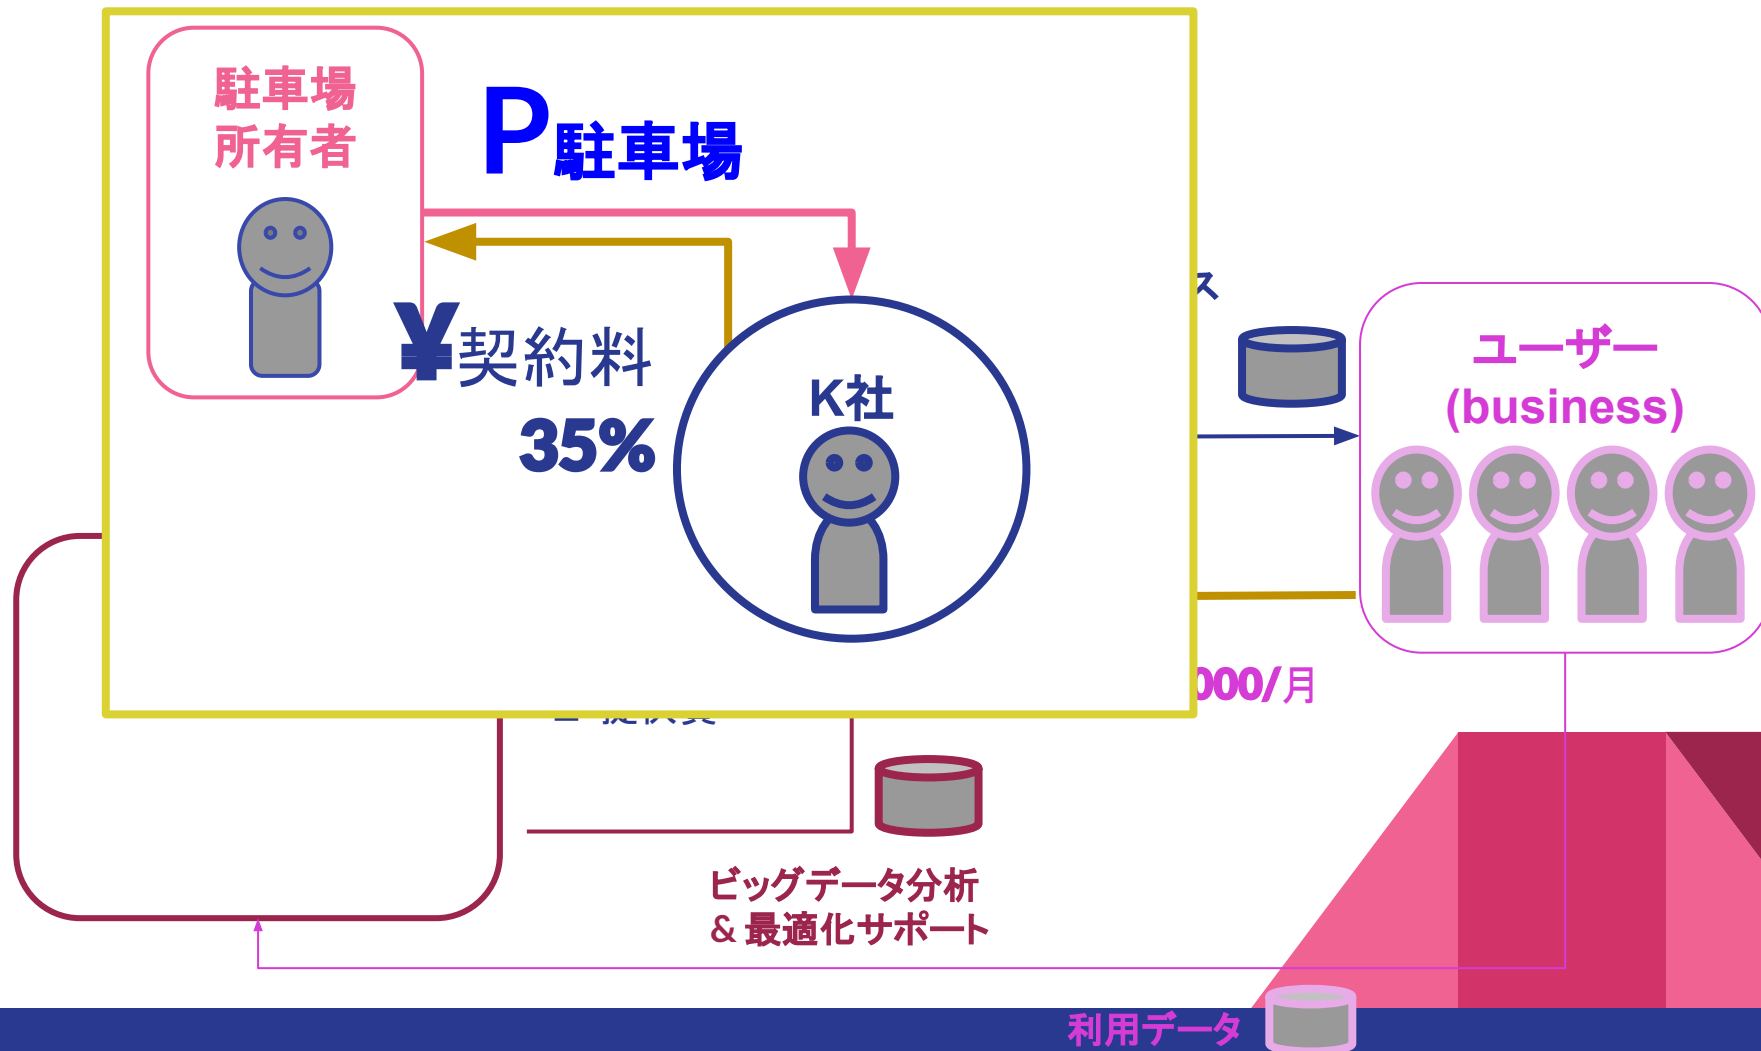 駐車場
所有者
P駐車場
¥契約料
35%
K社
ス
ユーザー
(business)
000/月
ビッグデータ分析
& 最適化サポート
利用データ